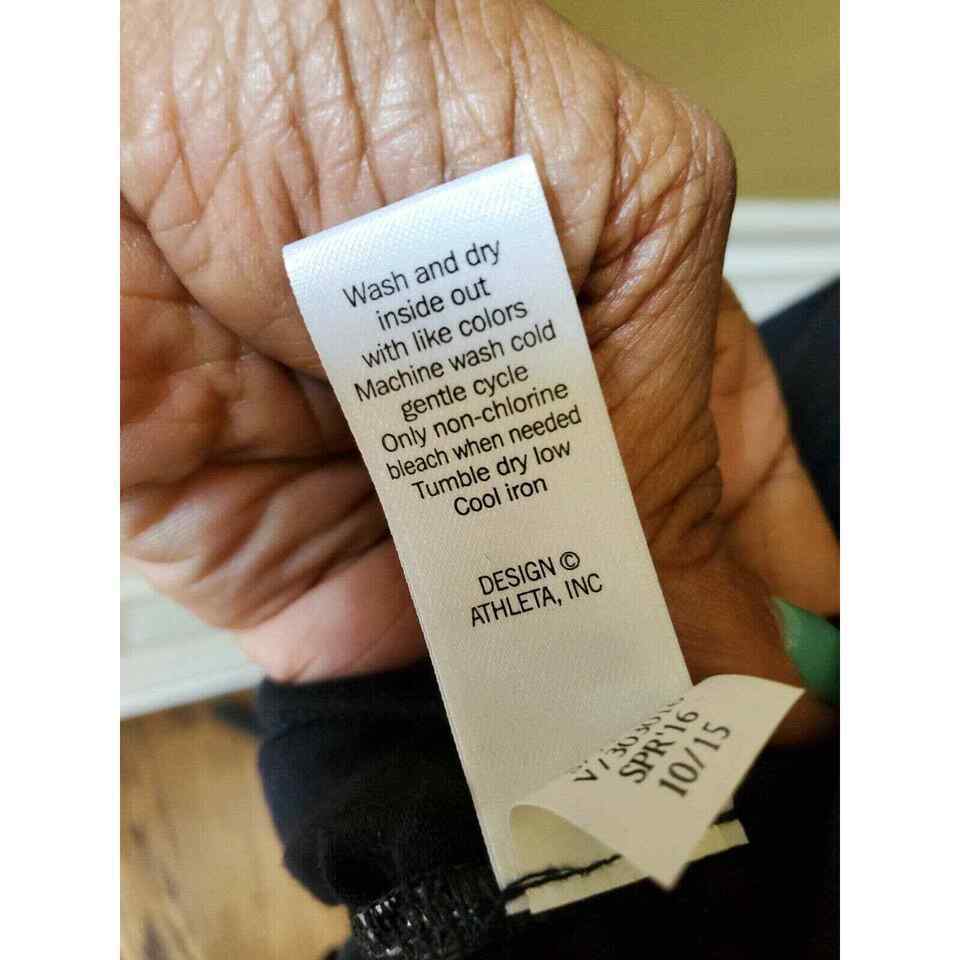 Wash and dry
inside out
with like colors
Machine wash cold
gentle cycle
Only non-chlorine
bleach when needed
Tumble dry low
Cool iron
DESIGN ©
ATHLETA, INC
SPR'16
10/15